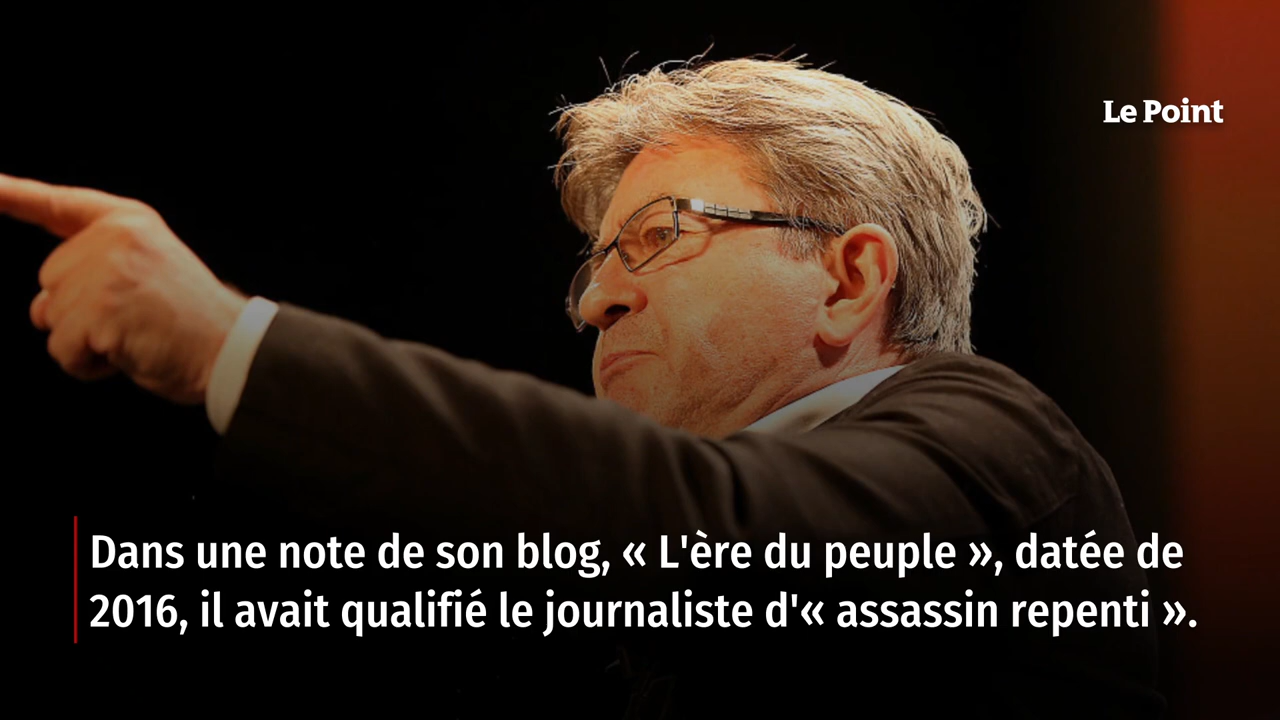 Le Point
Dans une note de son blog, « L'ère du peuple », datée de
2016, il avait qualifié le journaliste d'« assassin repenti ».